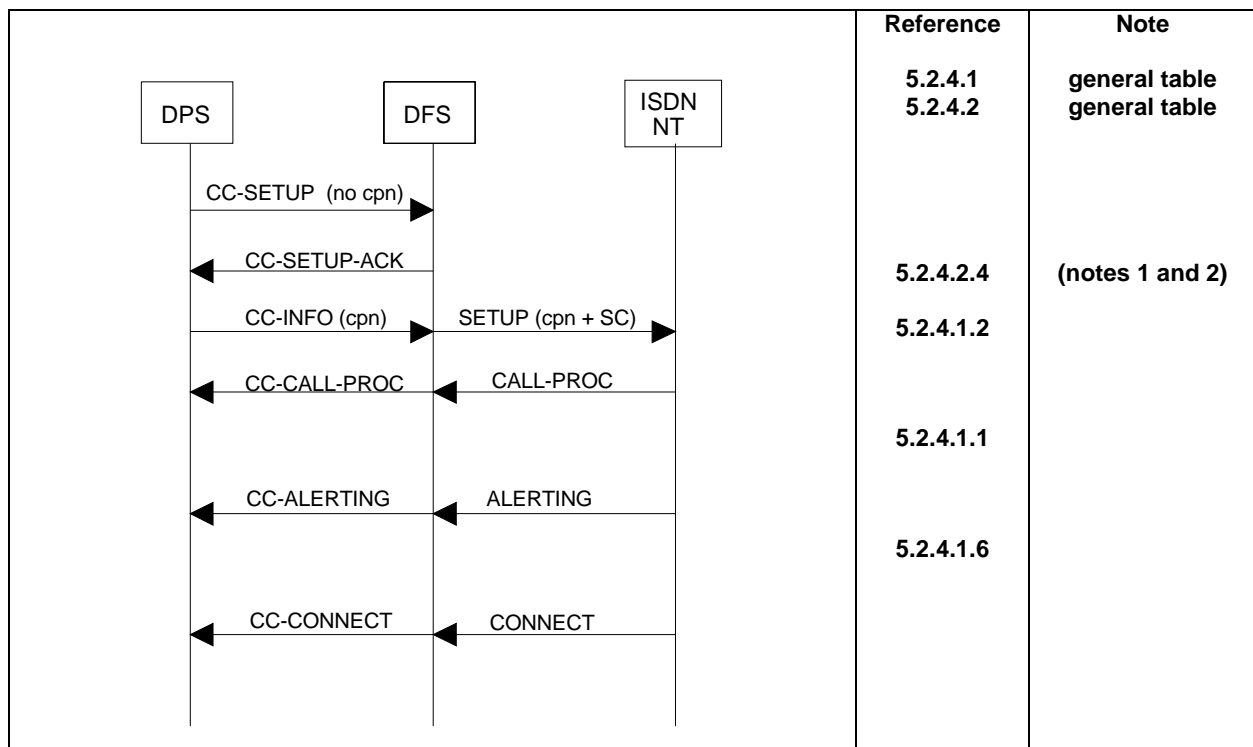 Reference Note
5.2.4.1 general table
5.2.4.2 general table
DPS DFS ISDN
NT
CC-SETUP (no cpn)
CC-SETUP-ACK
5.2.4.2.4 (notes 1 and 2)
CC-INFO (cpn) SETUP (cpn + SC)
5.2.4.1.2
CC-CALL-PROC CALL-PROC
5.2.4.1.1
CC-ALERTING ALERTING
5.2.4.1.6
CC-CONNECT CONNECT